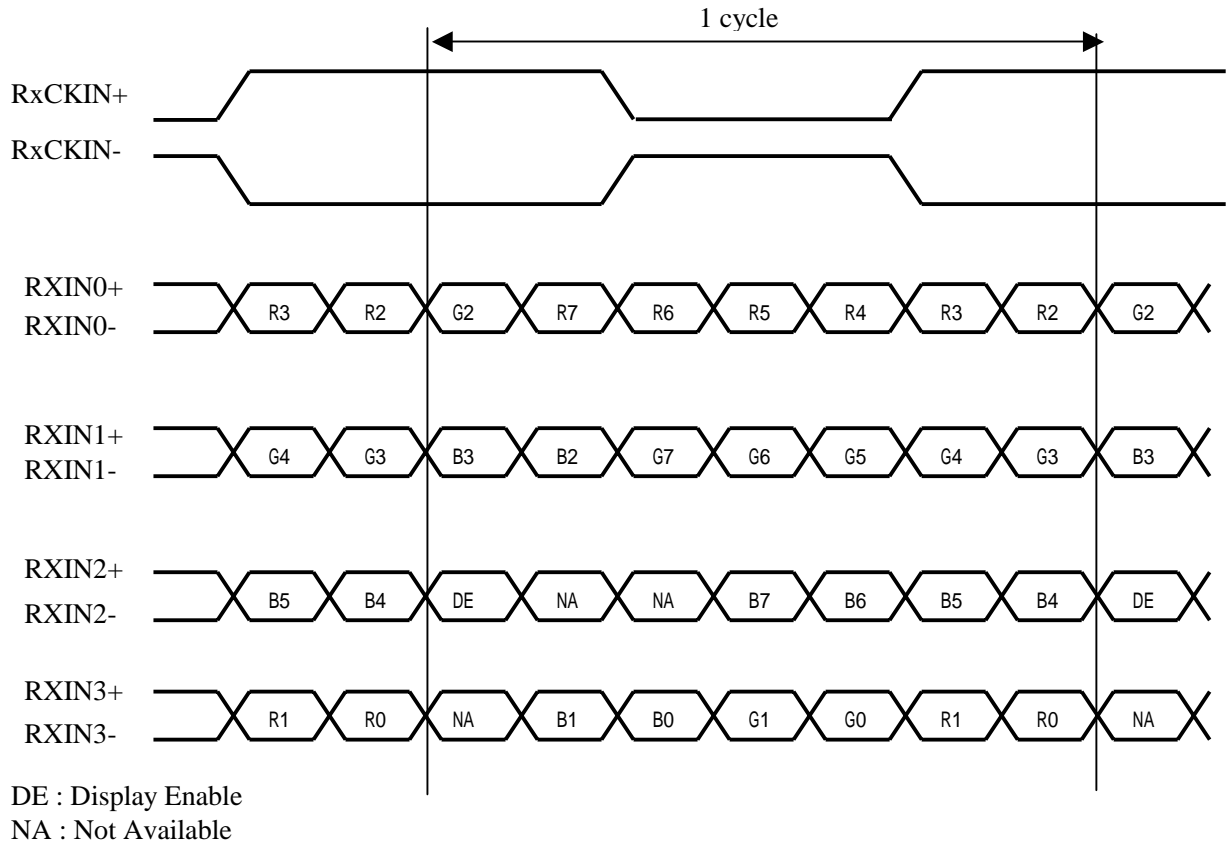 1 cycle
RxCKIN+
RxCKIN-
RXIN0+
RXIN0-
R3 R2 G2 R7 R6 R5 R4 R3 R2 G2
RXIN1+
RXIN1-
G4 G3 B3 B2 G7 G6 G5 G4 G3 B3
RXIN2+
RXIN2-
B5 B4 DE NA NA B7 B6 B5 B4 DE
RXIN3+
RXIN3-
R1 R0 NA B1 B0 G1 G0 R1 R0 NA
DE : Display Enable
NA : Not Available